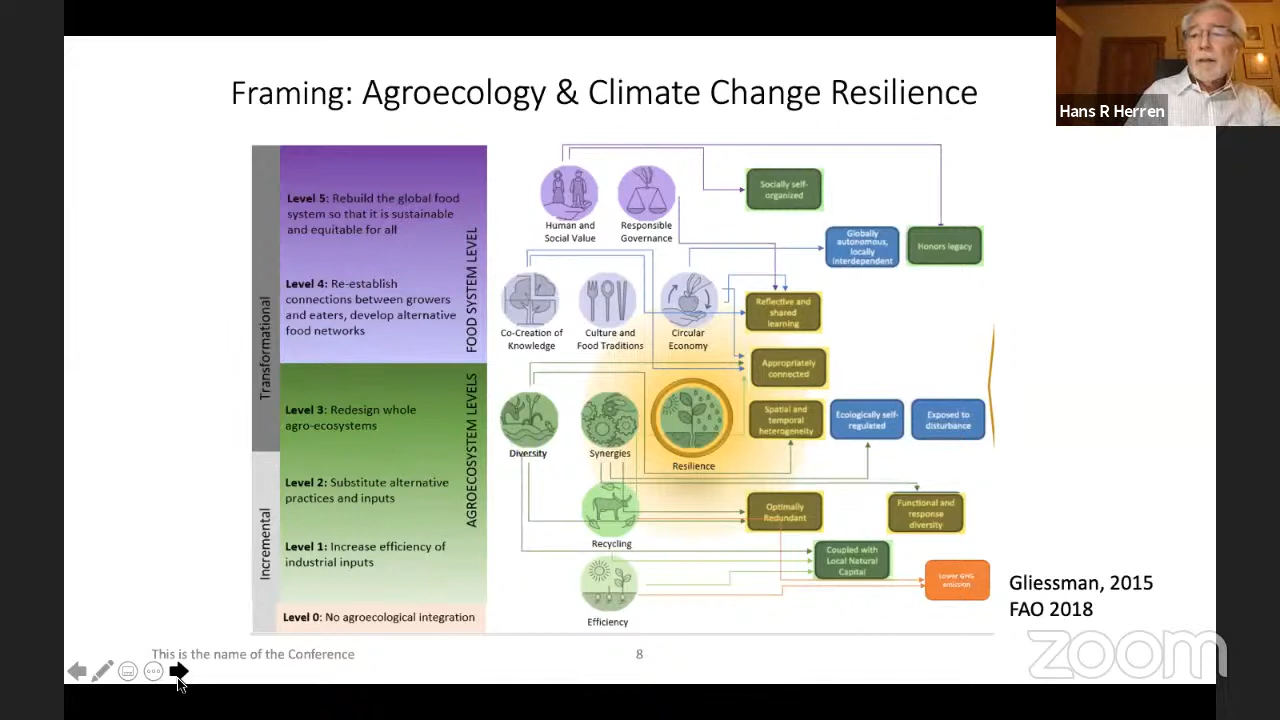 Framing: Agroecology & Climate Change Resilience
Hans R Herren
Transformational
Incremental
FOOD SYSTEM LEVEL
AGROECOSYSTEM LEVELS
Level 5: Rebuild the global food
system so that it is sustainable
and equitable for all
Level 4: Re-establish
connections between growers
and eaters, develop alternative
food networks
Level 3: Redesign whole
agro-ecosystems
Level 2: Substitute alternative
practices and inputs
Level 1: Increase efficiency of
industrial inputs
Level 0: No agroecological integration
Human and
Social Value
Responsible
Governance
Socially self-
organized
Globally
autonomous,
locally
interdependent
Honors legacy
Co-Creation of
Knowledge
Culture and
Food Traditions
Circular
Economy
Reflective and
shared
learning
Appropriately
connected
Diversity
Synergies
Resilience
Spatial and
temporal
heterogeneity
Ecologically self-
regulated
Exposed to
disturbance
Recycling
Optimally
Redundant
Functional and
response
diversity
Efficiency
Coupled with
Local Natural
Capital
Lower GHG
emission
Gliessman, 2015
FAO 2018
This is the name of the Conference
8
zoom